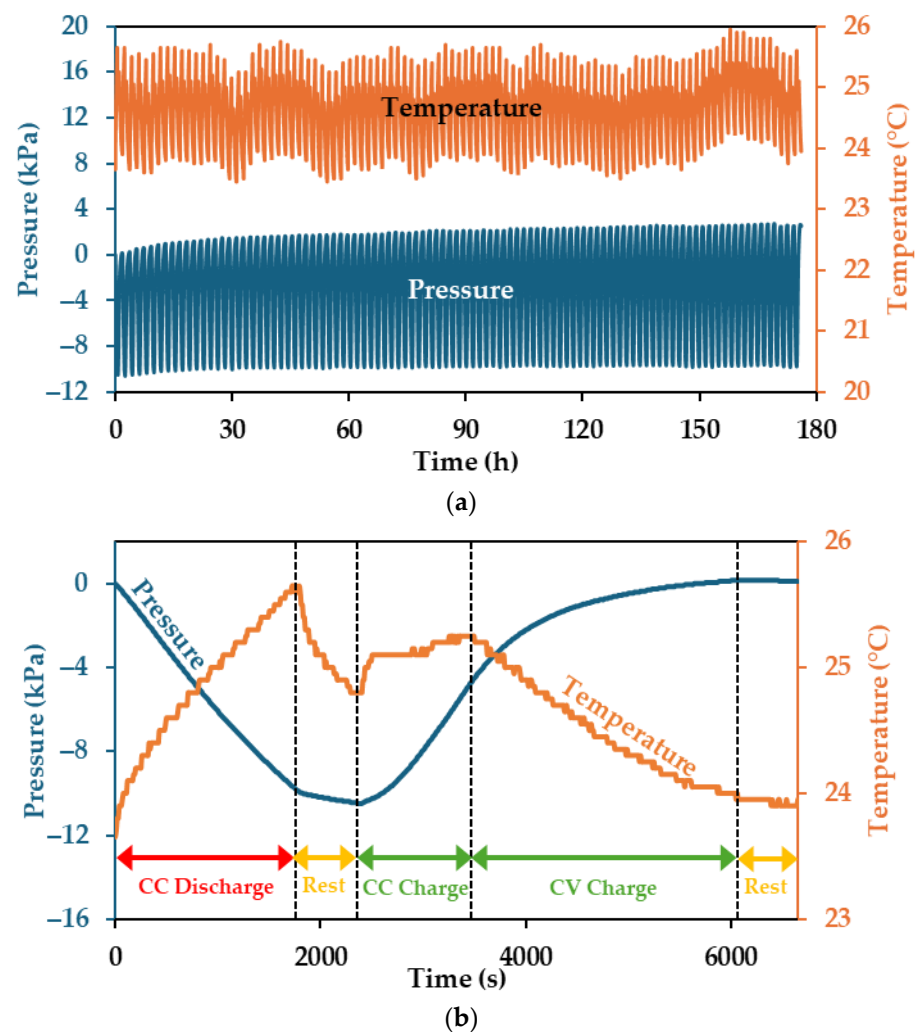 20
16
12
8
4
0
−4
−8
−12
Pressure (kPa)
26
25
24
23
22
21
20
Temperature (°C)
Temperature
Pressure
0 30 60 90 120 150 180
Time (h)
(a)
0
−4
−8
−12
−16
Pressure (kPa)
26
25
24
23
Temperature (°C)
Pressure
Temperature
CC Discharge Rest CC Charge CV Charge Rest
0 2000 4000 6000
Time (s)
(b)